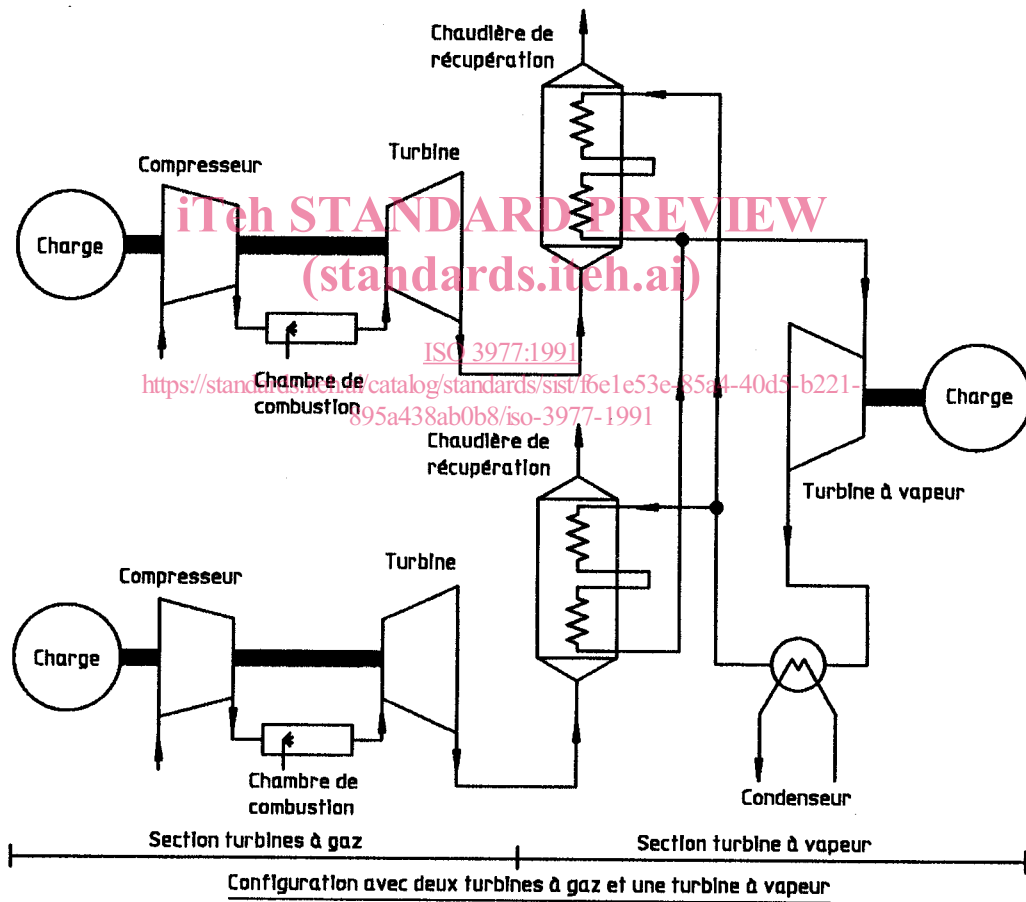 Chaudière de
récupération
Compresseur
Turbine
Charge
iTeh STANDARD PREVIEW
(standards.iteh.ai)
Chambre de
combustion
ISO 3977:1991
https://standards.iteh.ai/catalog/standards/sist/f6e1e53e-85a4-40d5-b221-
895a438ab0b8/iso-3977-1991
Charge
Turbine à vapeur
Chaudière de
récupération
Compresseur
Turbine
Charge
Chambre de
combustion
Condenseur
Section turbines à gaz
Section turbine à vapeur
Configuration avec deux turbines à gaz et une turbine à vapeur